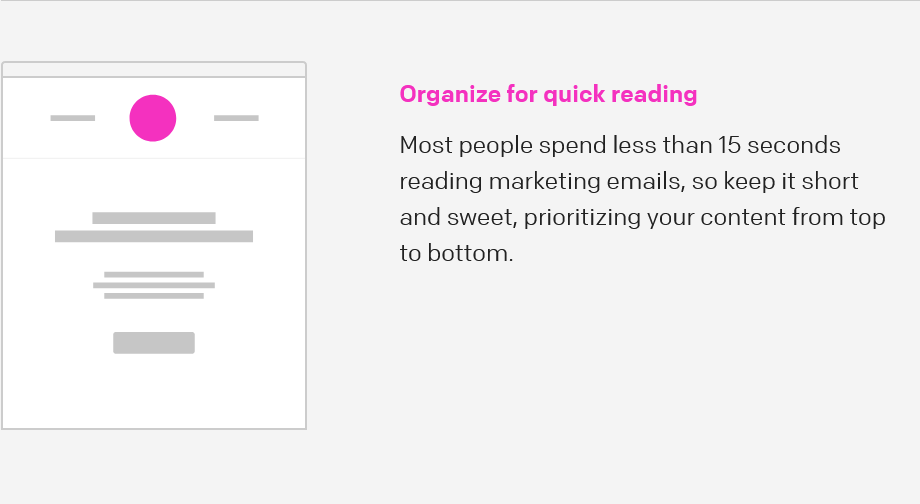 Organize for quick reading
Most people spend less than 15 seconds
reading marketing emails, so keep it short
and sweet, prioritizing your content from top
to bottom.